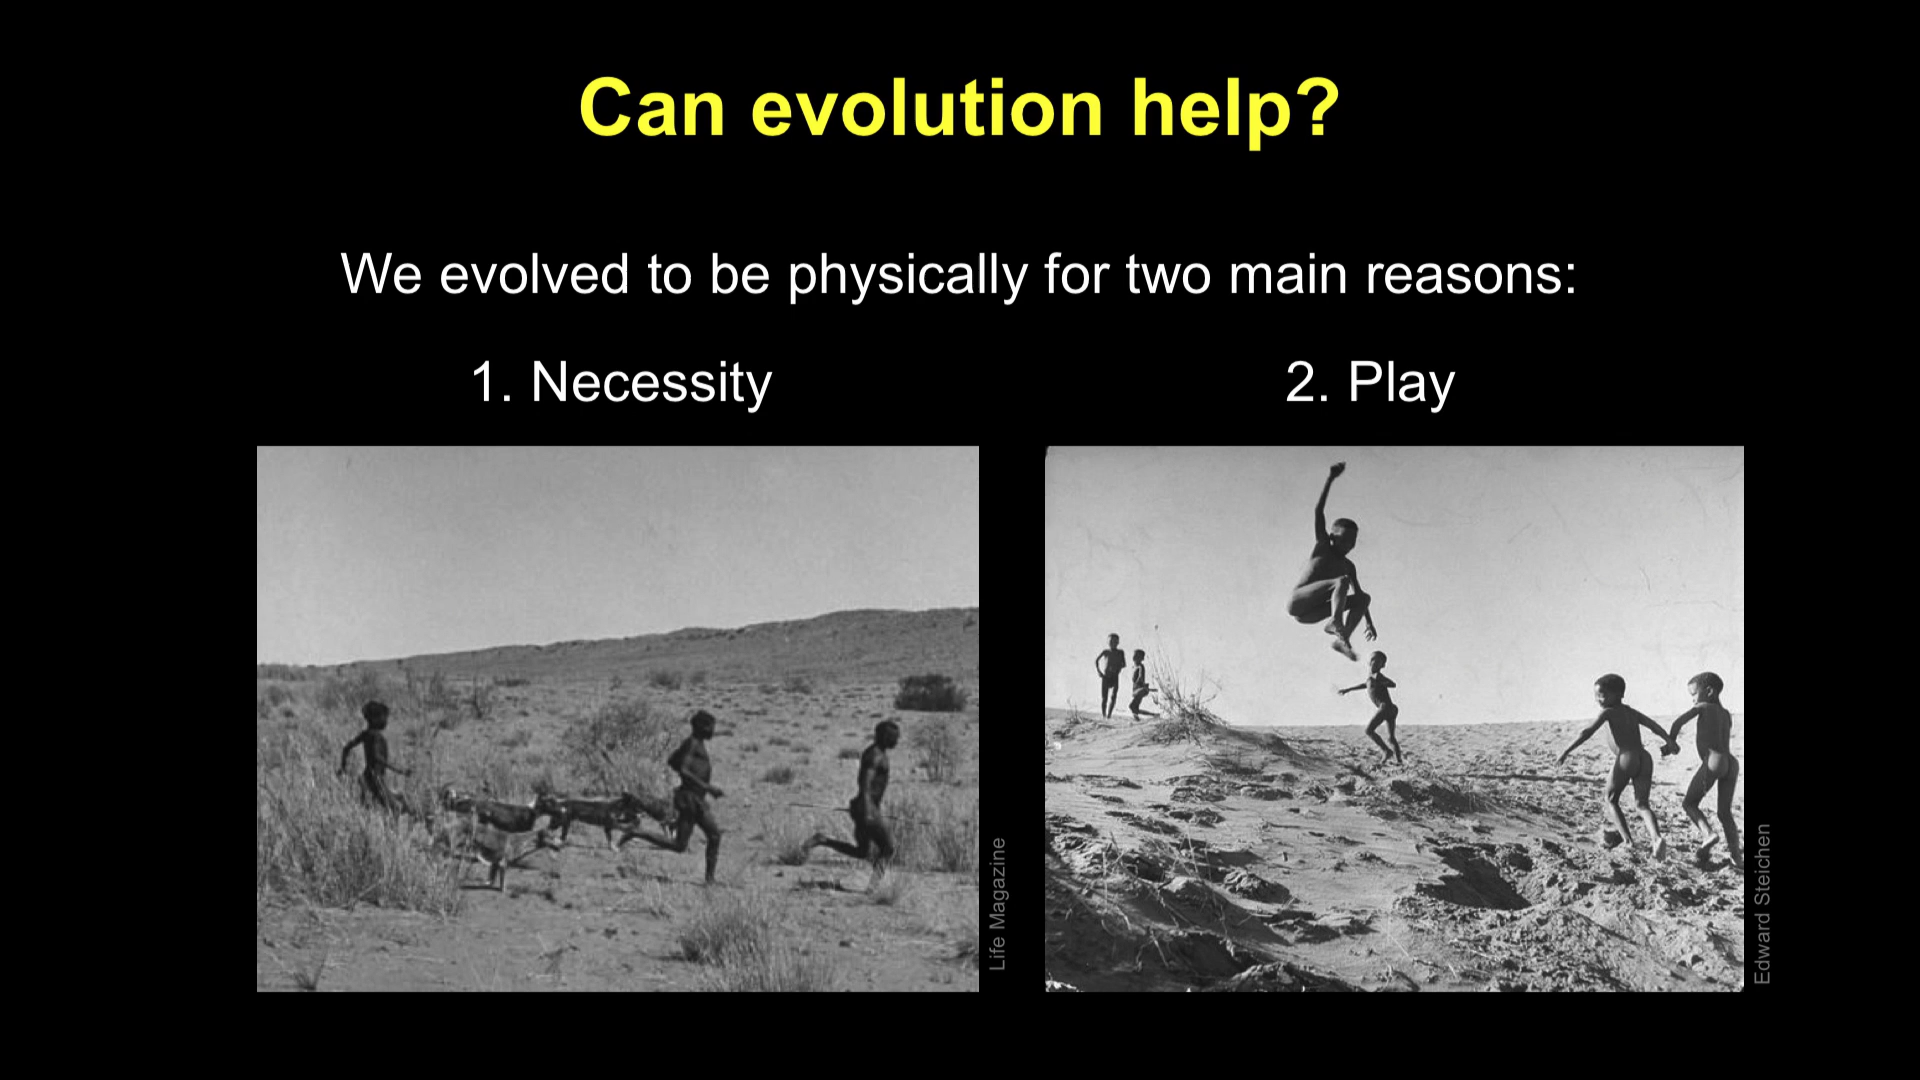 Can evolution help?
We evolved to be physically for two main reasons:
1. Necessity
2. Play
Life Magazine
Edward Steichen